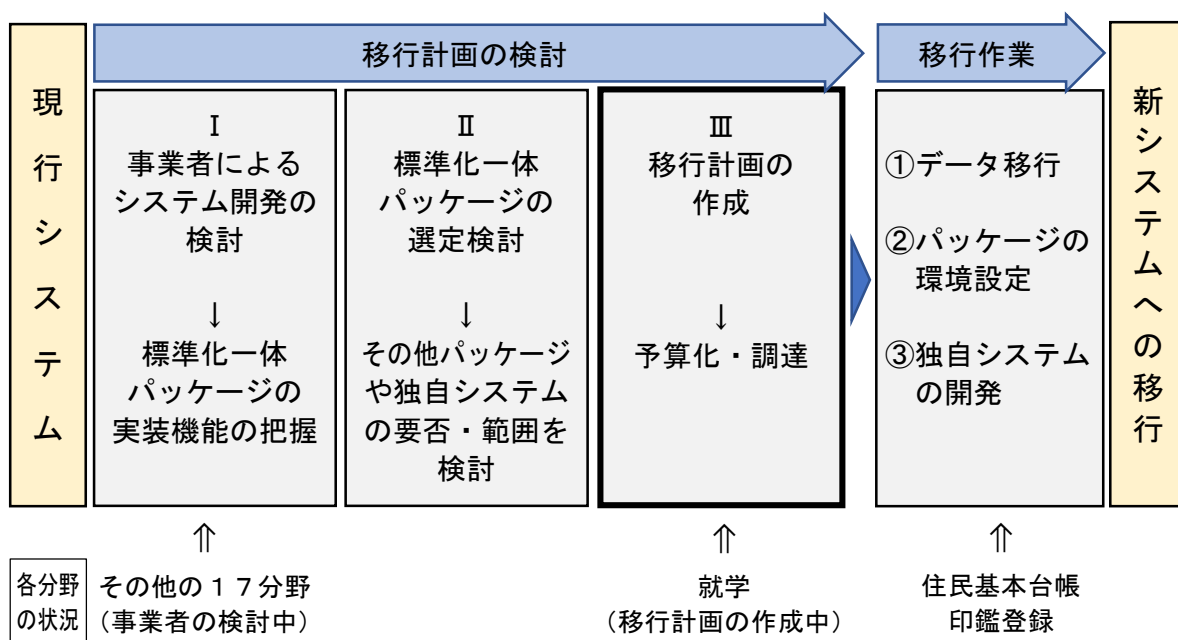 現行システム
移行計画の検討
Ⅰ
事業者による
システム開発の
検討
↓
標準化一体
パッケージの
実装機能の把握
Ⅱ
標準化一体
パッケージの
選定検討
↓
その他パッケージ
や独自システム
の要否・範囲を
検討
Ⅲ
移行計画の
作成
↓
予算化・調達
移行作業
①データ移行
②パッケージの
環境設定
③独自システム
の開発
新システムへの移行
各分野
の状況
⇑
その他の１７分野
（事業者の検討中）
⇑
就学
（移行計画の作成中）
⇑
住民基本台帳
印鑑登録